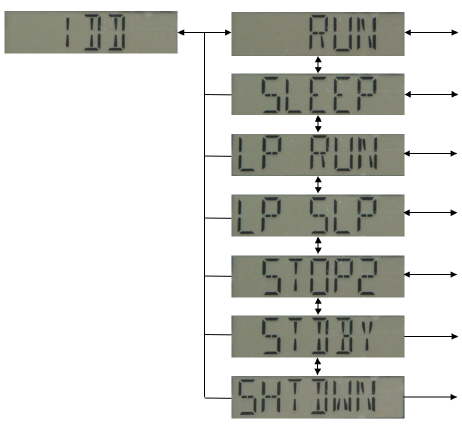 IDD
RUN
SLEEP
LP RUN
LP SLP
STOP2
STDBY
SHTDWN